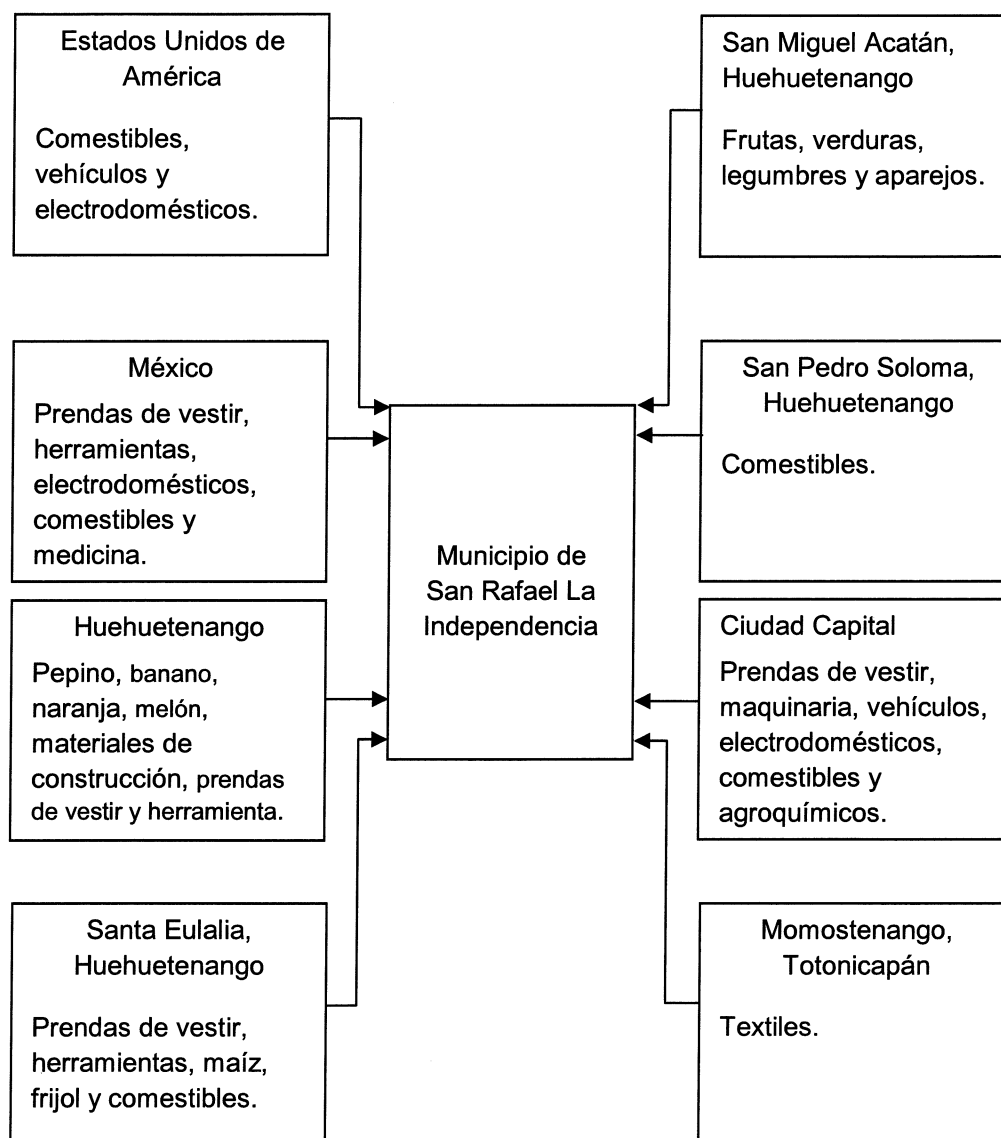 Estados Unidos de
América
Comestibles,
vehículos y
electrodomésticos.
México
Prendas de vestir,
herramientas,
electrodomésticos,
comestibles y
medicina.
Huehuetenango
Pepino, banano,
naranja, melón,
materiales de
construcción, prendas
de vestir y herramienta.
Santa Eulalia,
Huehuetenango
Prendas de vestir,
herramientas, maíz,
frijol y comestibles.
Municipio de
San Rafael La
Independencia
San Miguel Acatán,
Huehuetenango
Frutas, verduras,
legumbres y aparejos.
San Pedro Soloma,
Huehuetenango
Comestibles.
Ciudad Capital
Prendas de vestir,
maquinaria, vehículos,
electrodomésticos,
comestibles y
agroquímicos.
Momostenango,
Totonicapán
Textiles.